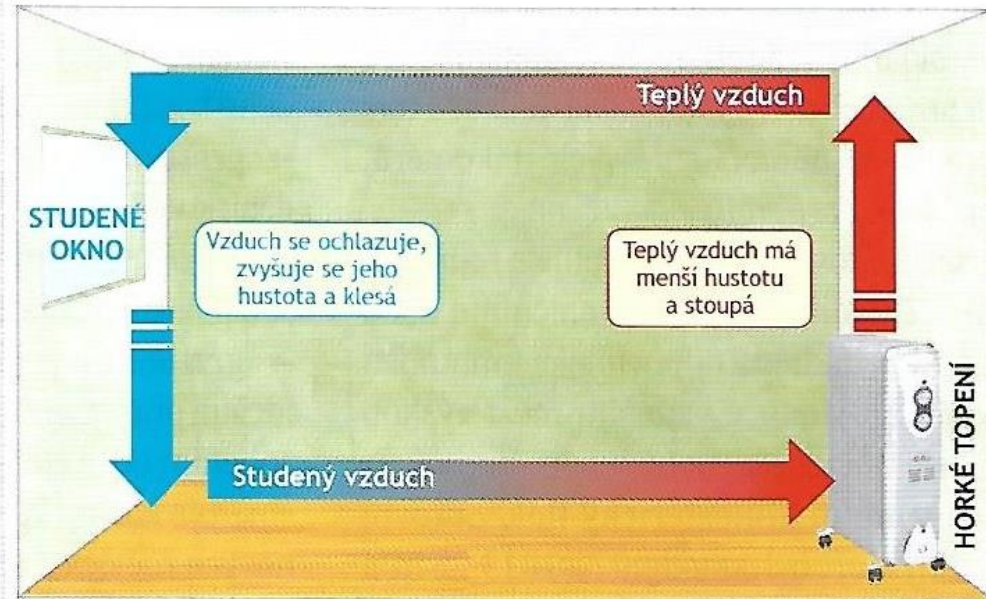 Teplý vzduch
STUDENÉ
OKNO
Vzduch se ochlazuje,
zvyšuje se jeho
hustota a klesá
Teplý vzduch má
menší hustotu
a stoupá
HORKÉ TOPENÍ
Studený vzduch